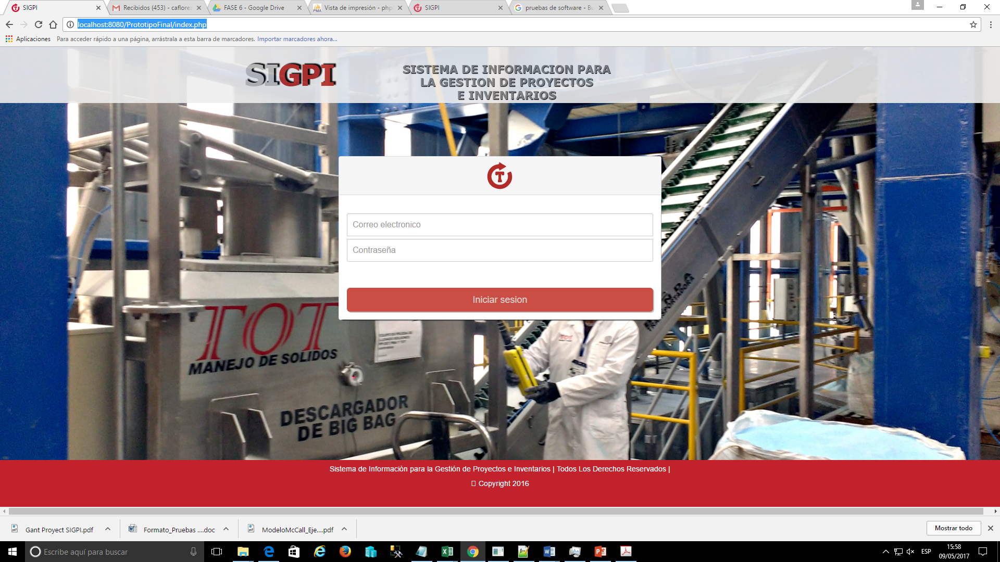 SIGPI
Recibidos (453) - caflorez
FASE 6 - Google Drive
Vista de impresión - php
SIGPI
pruebas de software - Bu
localhost:8080/PrototipoFinal/index.php
Aplicaciones
Para acceder rápido a una página, arrástrala a esta barra de marcadores. Importar marcadores ahora...
SIGPI
SISTEMA DE INFORMACION PARA
LA GESTION DE PROYECTOS
E INVENTARIOS
T
Correo electronico
Contraseña
Iniciar sesion
TOT
MANEJO DE SOLIDOS
DESCARGADOR
DE BIG BAG
TOT
Sistema de Informaciòn para la Gestión de Proyectos e Inventarios | Todos Los Derechos Reservados |
Copyright 2016
Gant Proyect SIGPI.pdf
Formato_Pruebas ....doc
ModeloMcCall_Eje....pdf
Mostrar todo
Escribe aquí para buscar
ESP
15:58
09/05/2017